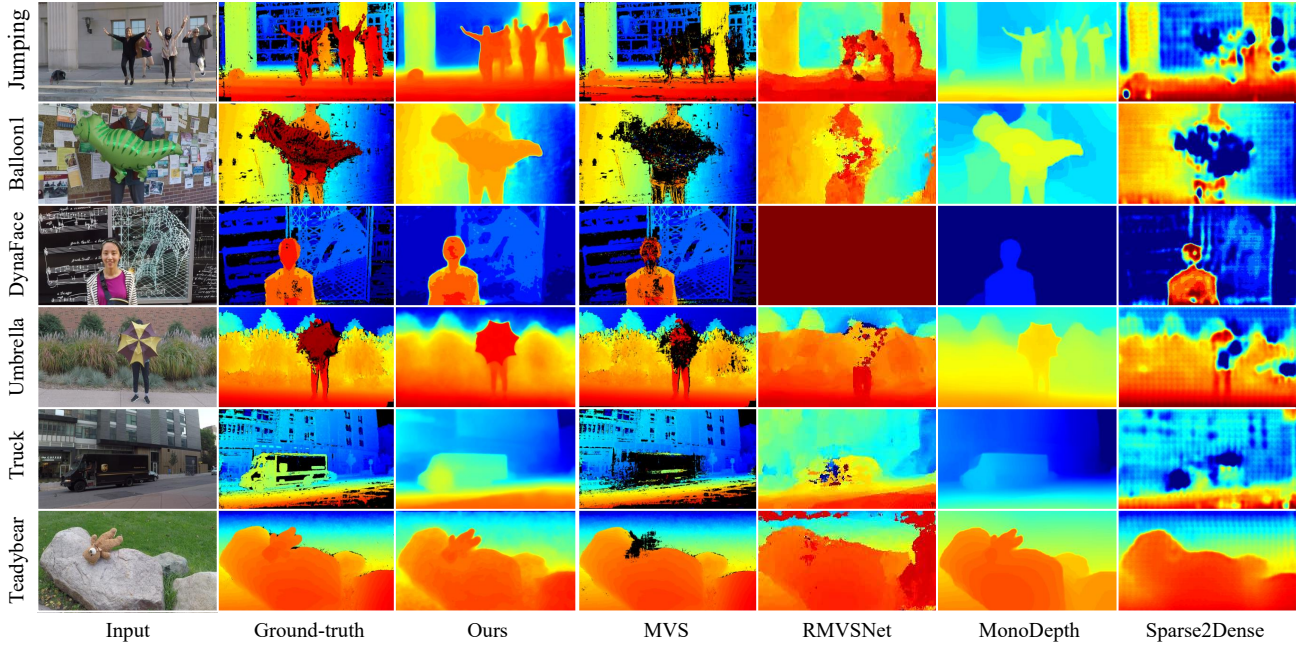 Jumping
Balloon1
DynaFace
Umbrella
Truck
Teadybear
Input Ground-truth Ours MVS RMVSNet MonoDepth Sparse2Dense